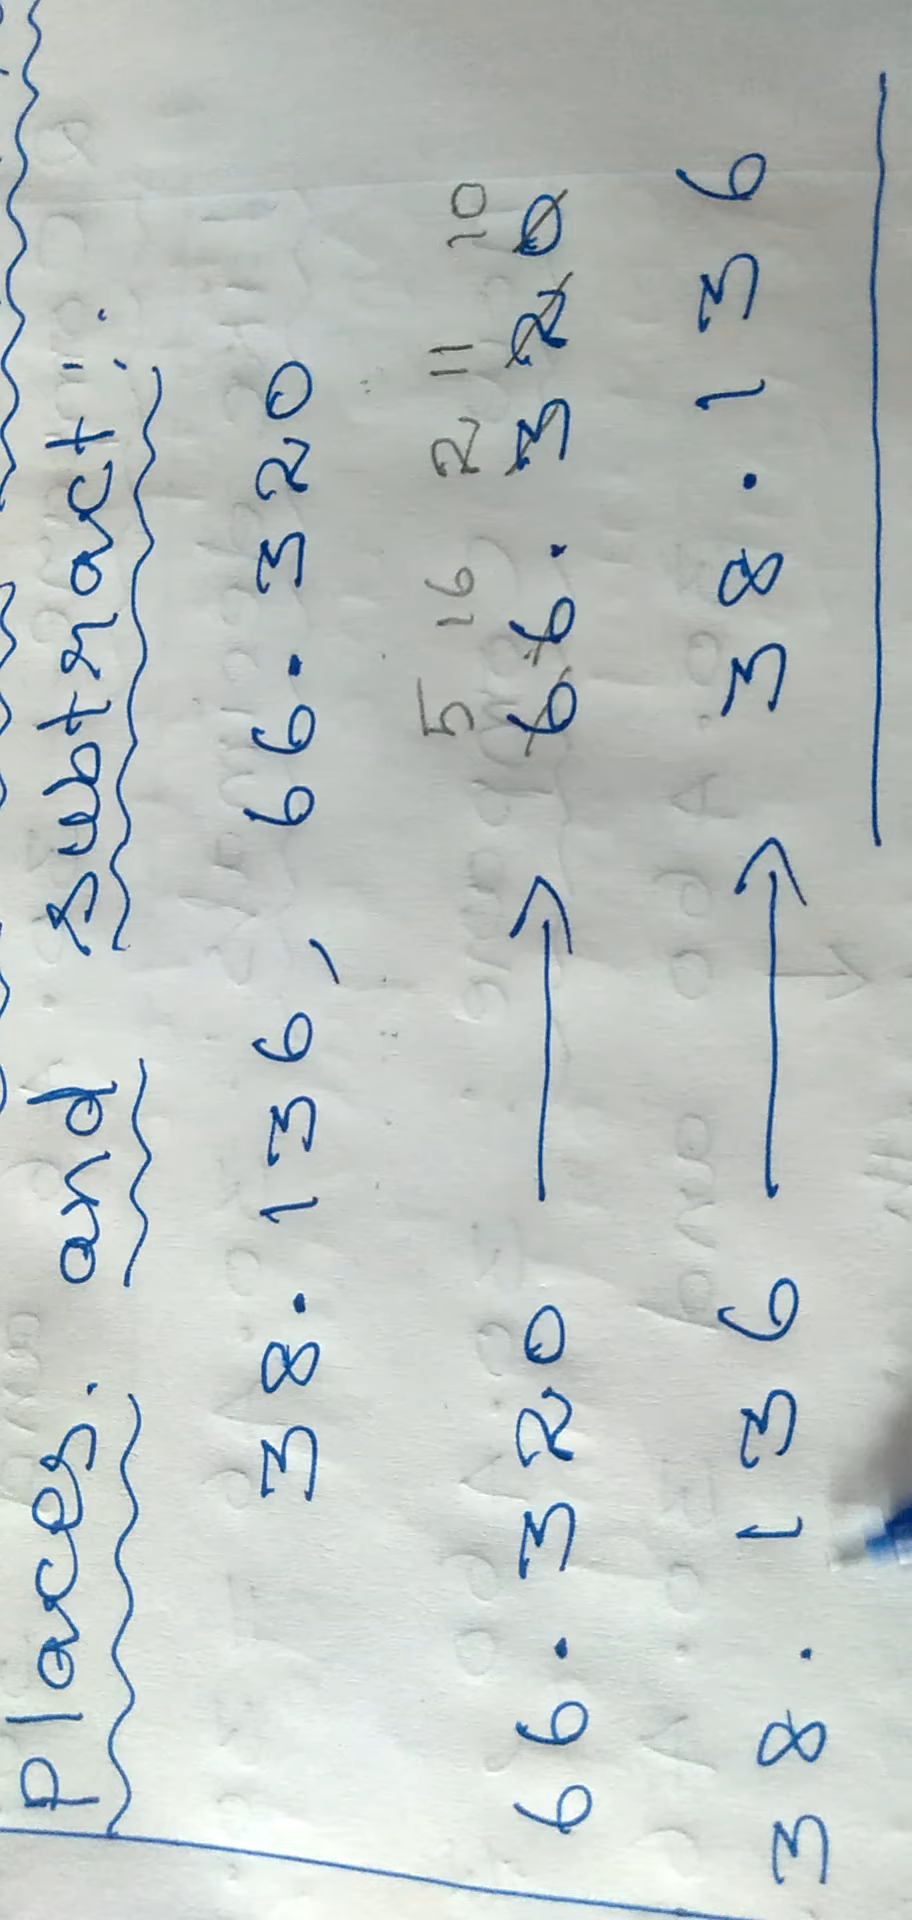 Places. and subtract:
38.136, 66.320
5 16 2 11 10
66.320 → 66.320
38.136 → 38.136